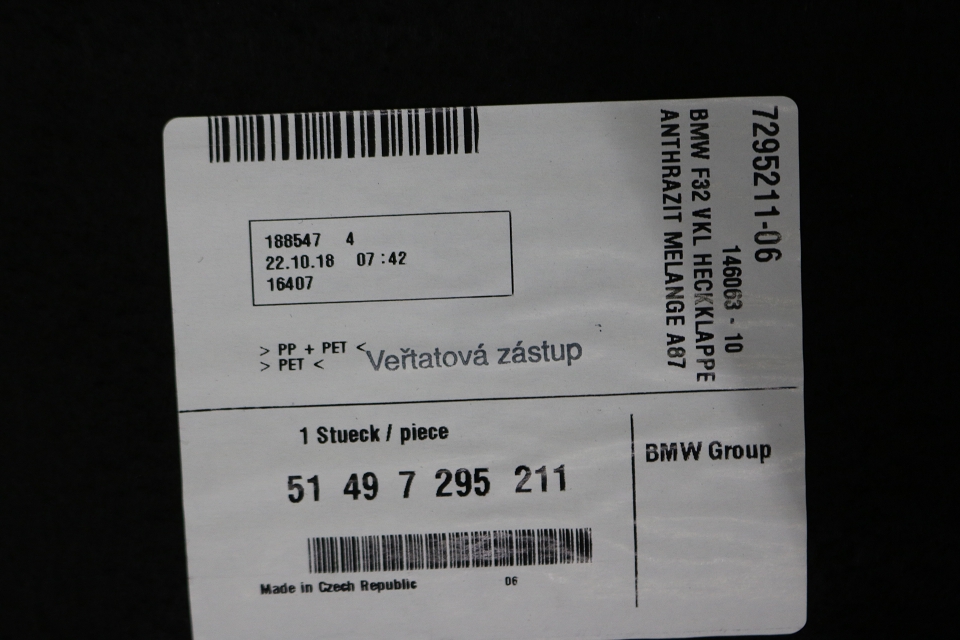 188547 4
22.10.18 07:42
16407
> PP + PET <
> PET <
Veřtatová zástup
7295211-06
146063 - 10
BMW F32 VKL HECKKLAPPE
ANTHRAZIT MELANGE A87
1 Stueck / piece
51 49 7 295 211
Made in Czech Republic 06
BMW Group